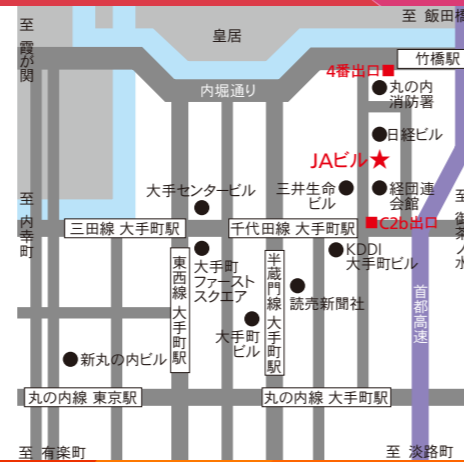 至 飯田橋
至 霞が関
皇居
竹橋駅
4番出口■
丸の内
消防署
内堀通り
日経ビル
JAビル★
大手センタービル
三井生命
ビル
経団連
会館
至 内幸町
至 御茶ノ水
三田線 大手町駅
千代田線 大手町駅
■C2b出口
東西線 大手町駅
大手町
ファースト
スクエア
半蔵門線 大手町駅
KDDI
大手町ビル
読売新聞社
首都高速
大手町
ビル
新丸の内ビル
丸の内線 東京駅
丸の内線 大手町駅
至 有楽町
至 淡路町